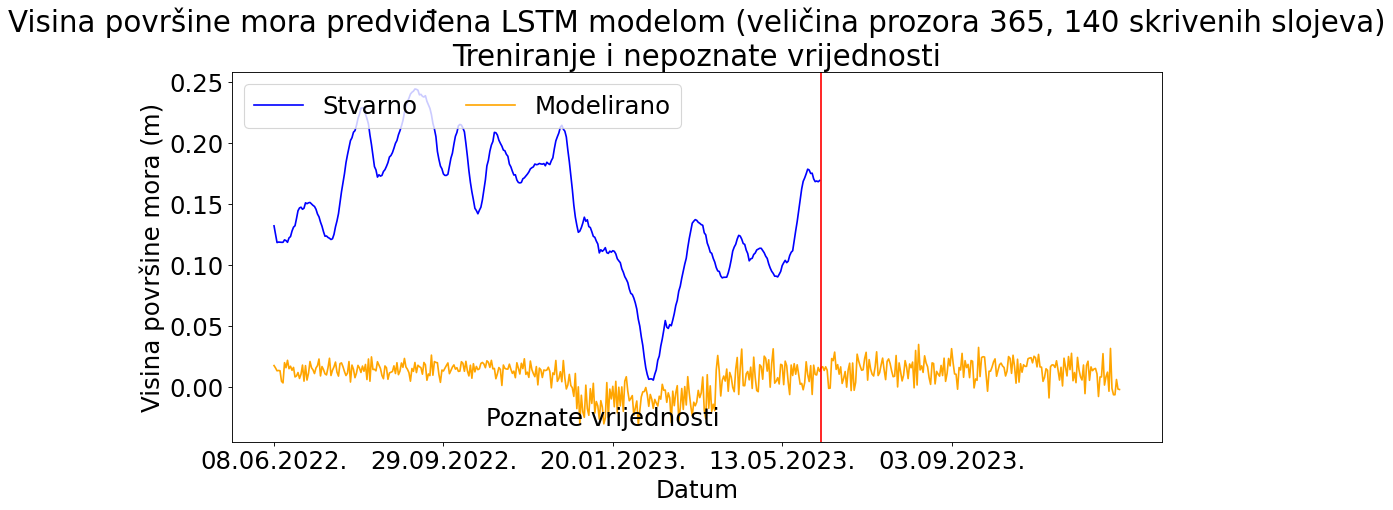 Visina površine mora predviđena LSTM modelom (veličina prozora 365, 140 skrivenih slojeva)
Treniranje i nepoznate vrijednosti
Stvarno
Modelirano
Visina površine mora (m)
0.25
0.20
0.15
0.10
0.05
0.00
Poznate vrijednosti
08.06.2022.
29.09.2022.
20.01.2023.
13.05.2023.
03.09.2023.
Datum